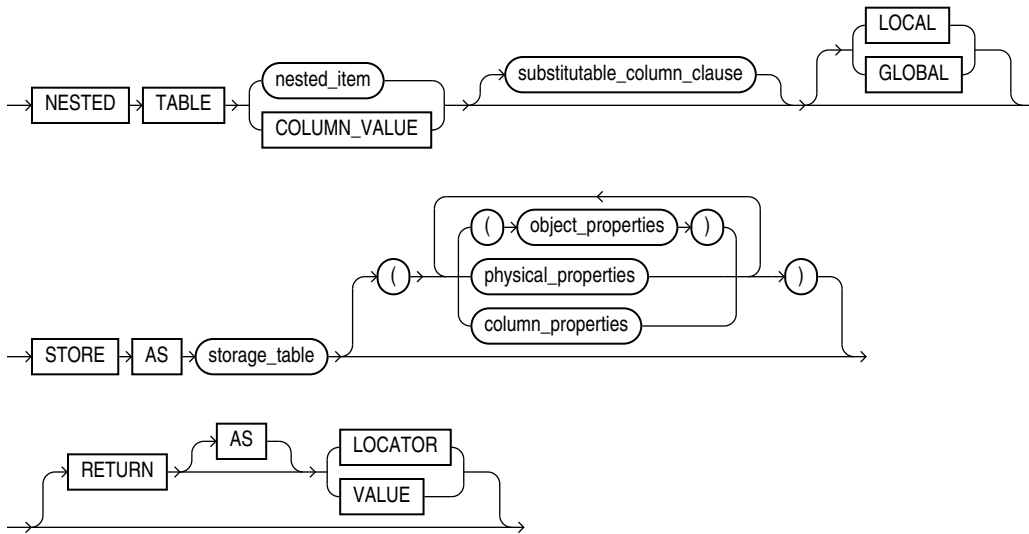 LOCAL
nested_item substitutable_column_clause GLOBAL
NESTED TABLE
COLUMN_VALUE
( object_properties )
( physical_properties )
column_properties
STORE AS storage_table
AS LOCATOR
RETURN
VALUE